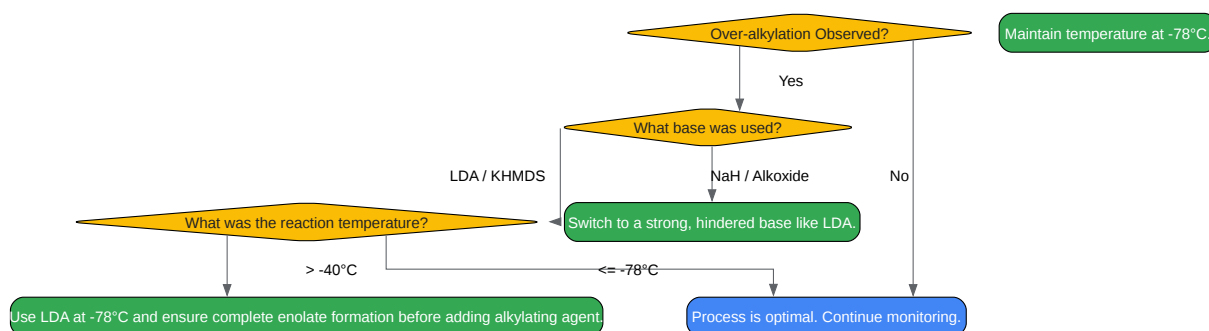 Over-alkylation Observed?
Maintain temperature at -78°C.
Yes
What base was used?
LDA / KHMDS
NaH / Alkoxide
No
What was the reaction temperature?
Switch to a strong, hindered base like LDA.
> -40°C
<= -78°C
Use LDA at -78°C and ensure complete enolate formation before adding alkylating agent.
Process is optimal. Continue monitoring.